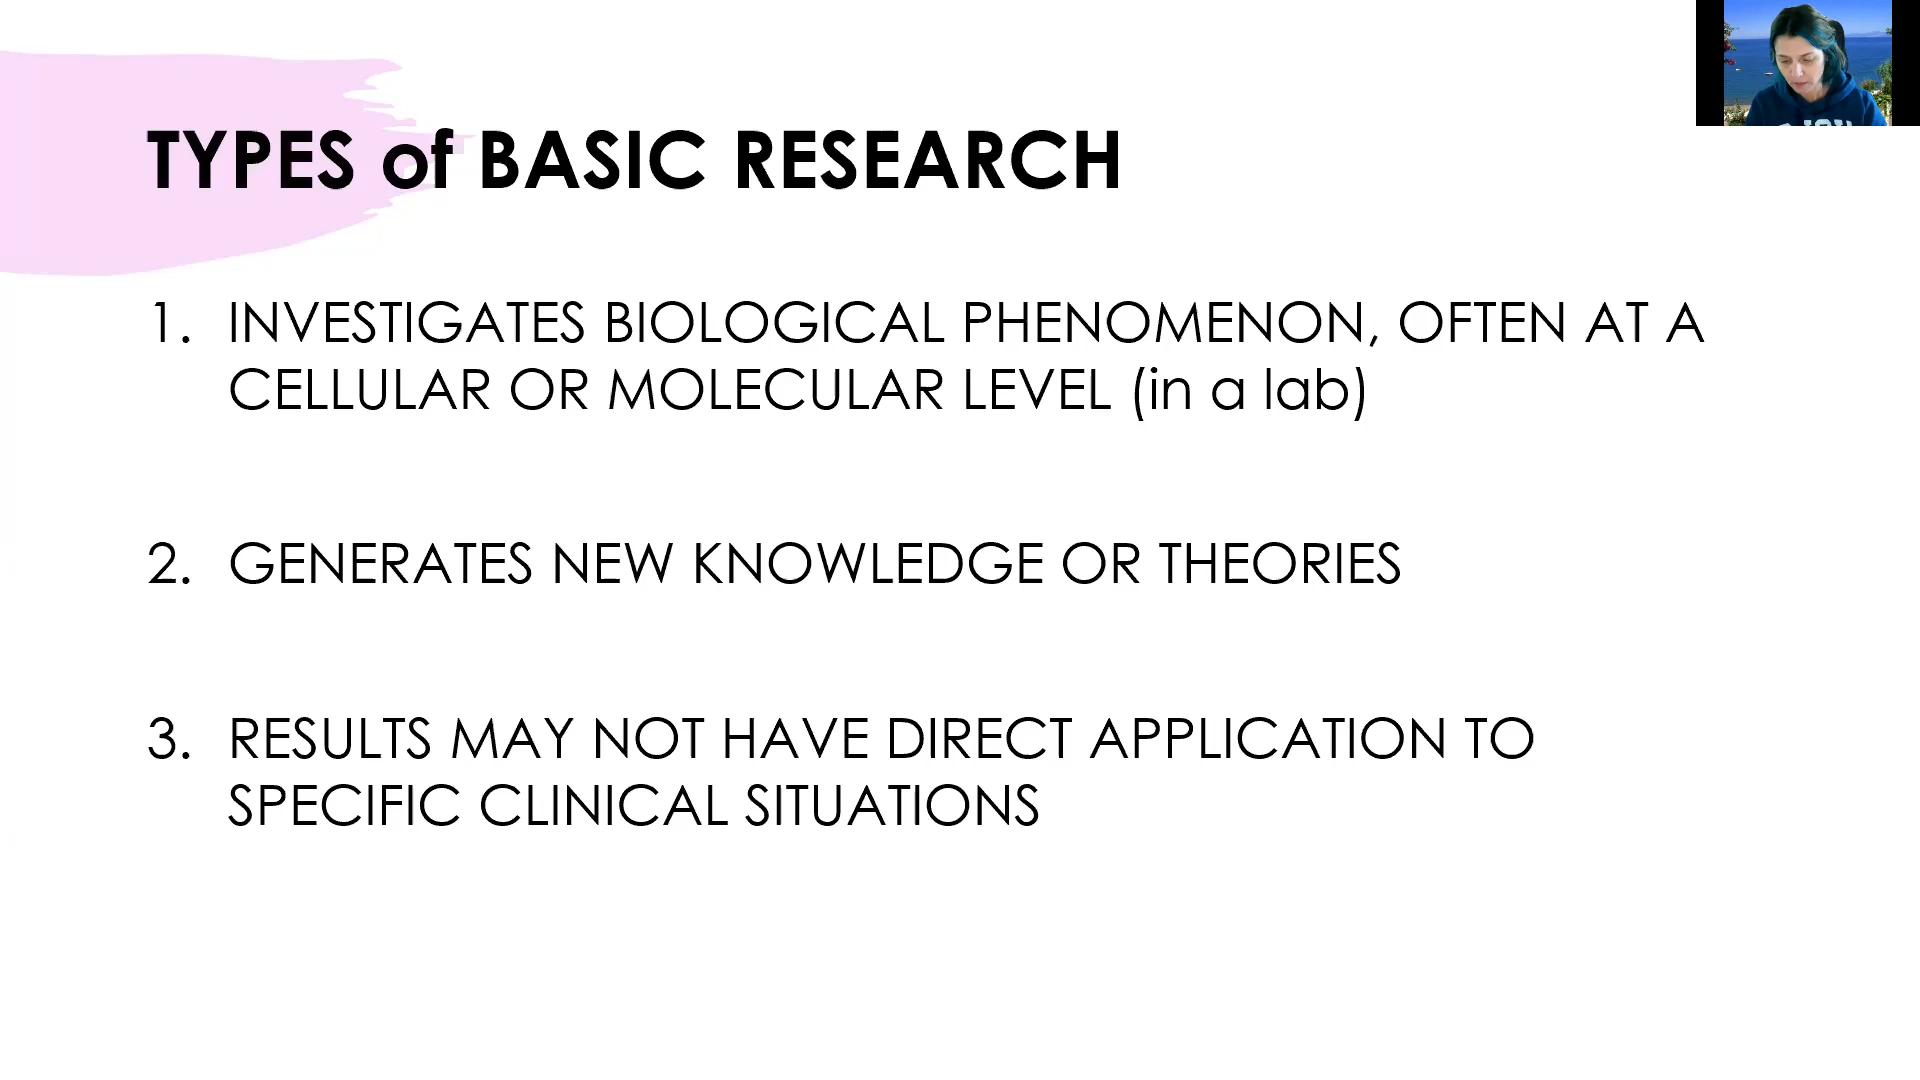 TYPES of BASIC RESEARCH
1. INVESTIGATES BIOLOGICAL PHENOMENON, OFTEN AT A
CELLULAR OR MOLECULAR LEVEL (in a lab)
2. GENERATES NEW KNOWLEDGE OR THEORIES
3. RESULTS MAY NOT HAVE DIRECT APPLICATION TO
SPECIFIC CLINICAL SITUATIONS